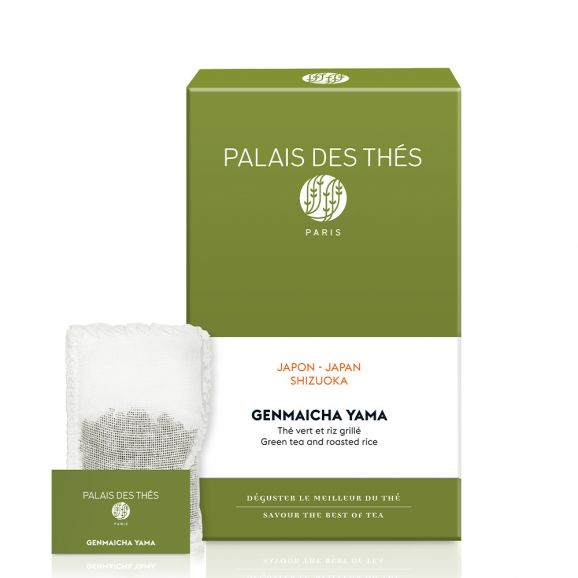 PALAIS DES THÉS
PARIS
JAPON - JAPAN
SHIZUOKA
GENMAICHA YAMA
Thé vert et riz grillé
Green tea and roasted rice
DÉGUSTER LE MEILLEUR DU THÉ
SAVOUR THE BEST OF TEA
PALAIS DES THÉS
PARIS
GENMAICHA YAMA